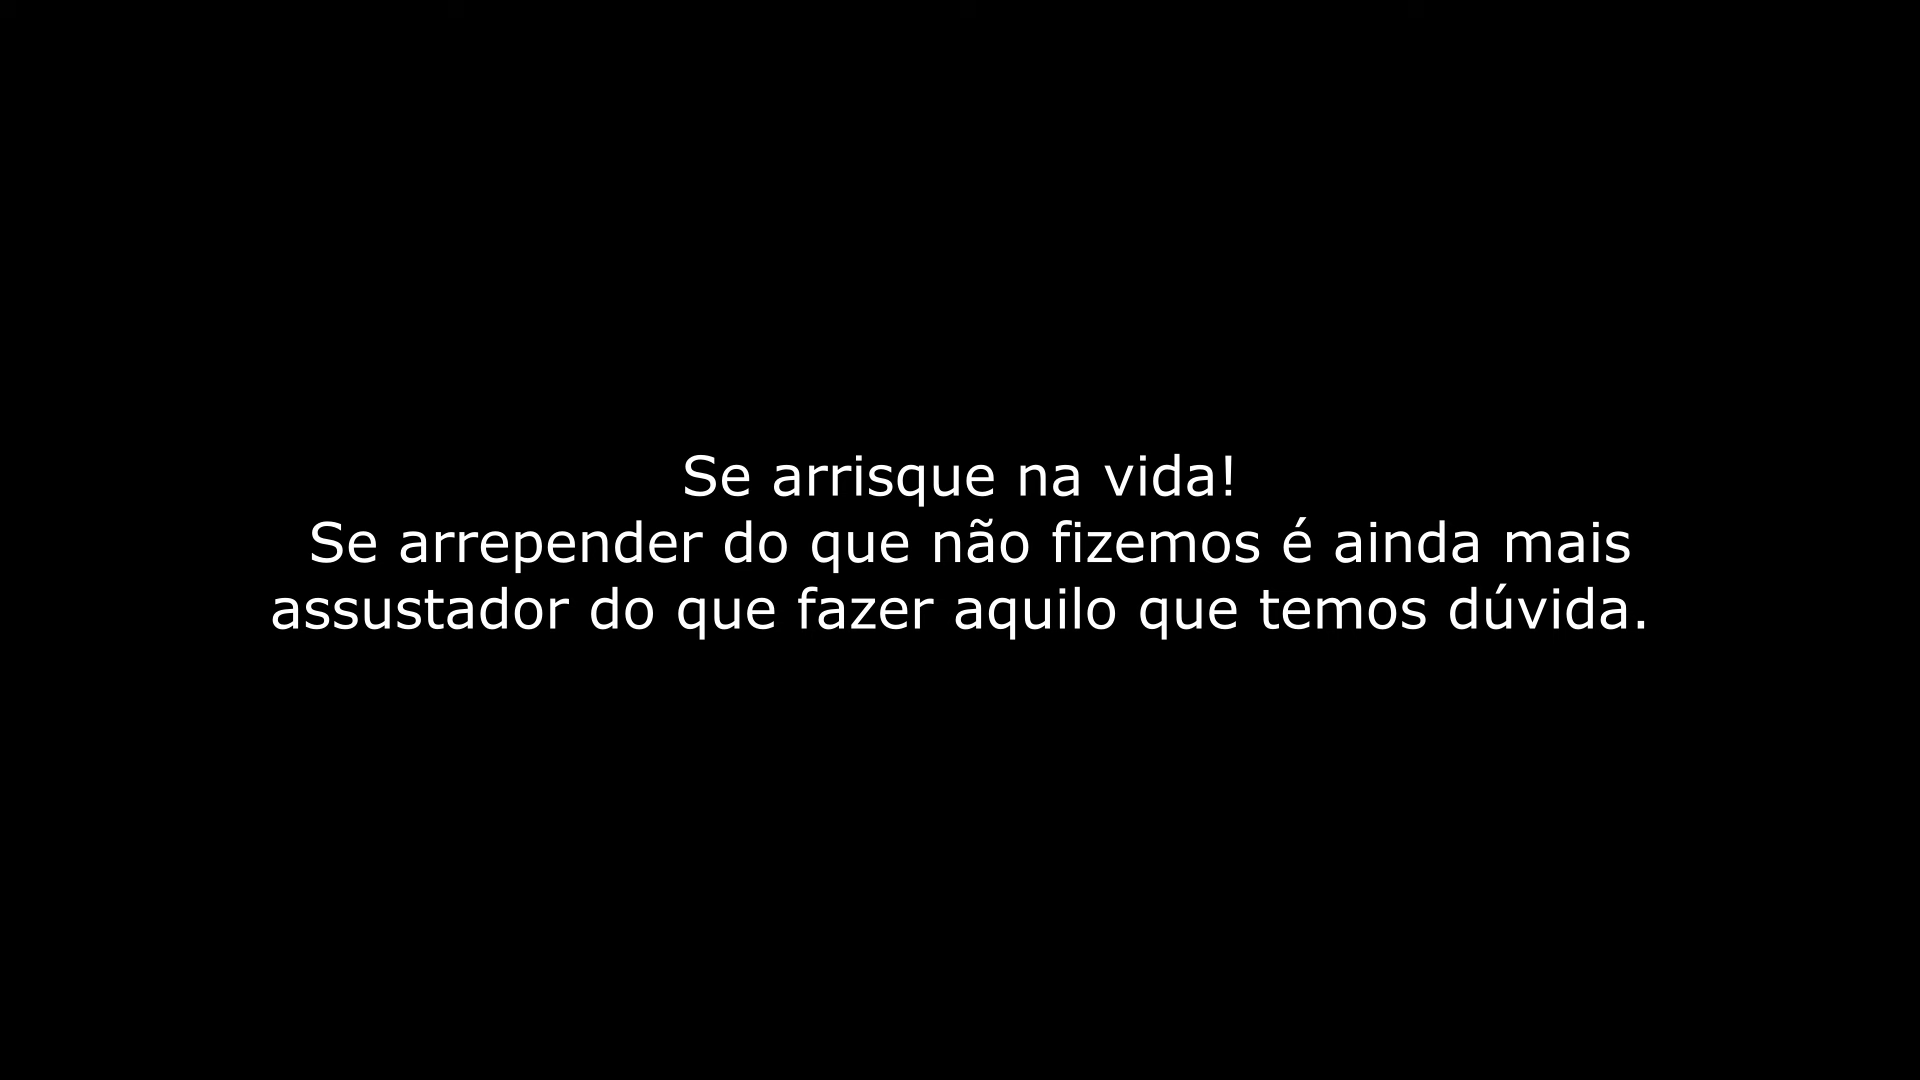 Se arrisque na vida!
Se arrepender do que não fizemos é ainda mais
assustador do que fazer aquilo que temos dúvida.